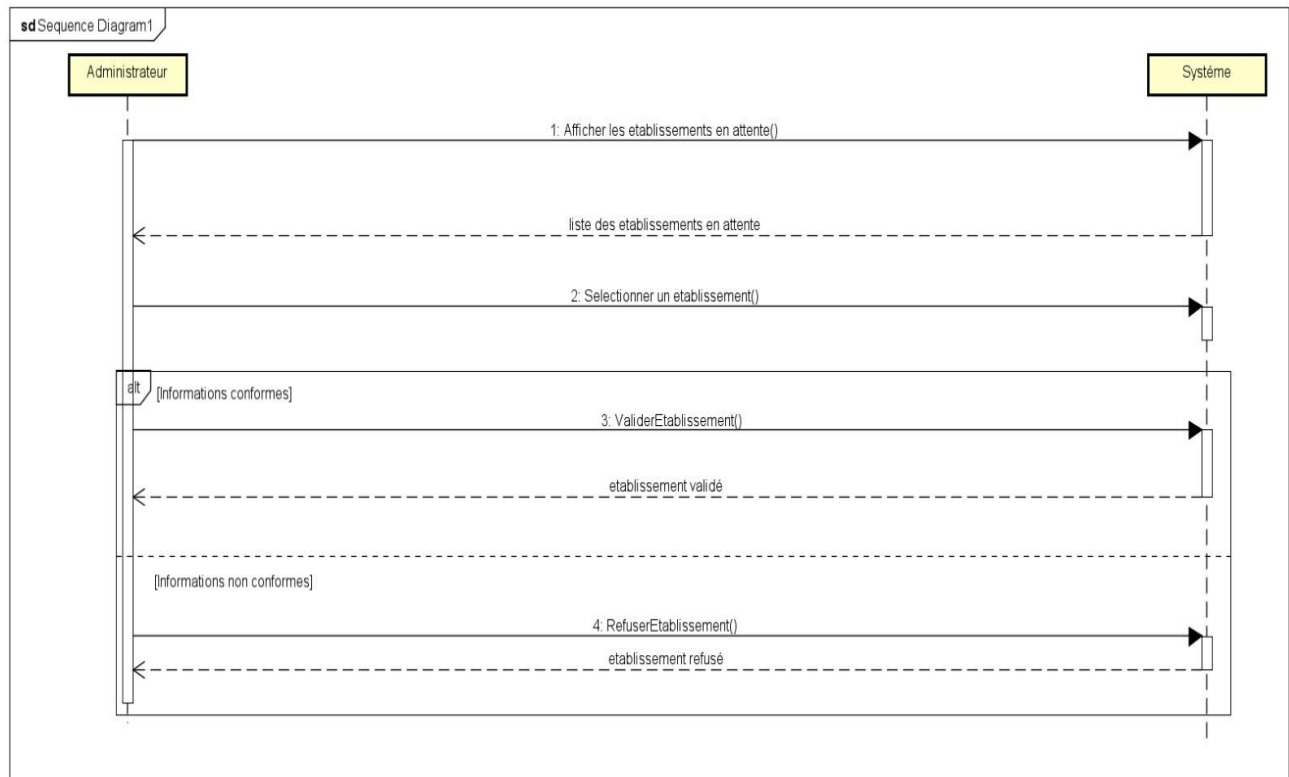 sd Sequence Diagram1
Administrateur
Systéme
1: Afficher les etablissements en attente()
liste des etablissements en attente
2: Selectionner un etablissement()
alt
[Informations conformes]
3: ValiderEtablissement()
etablissement validé
[Informations non conformes]
4: RefuserEtablissement()
etablissement refusé